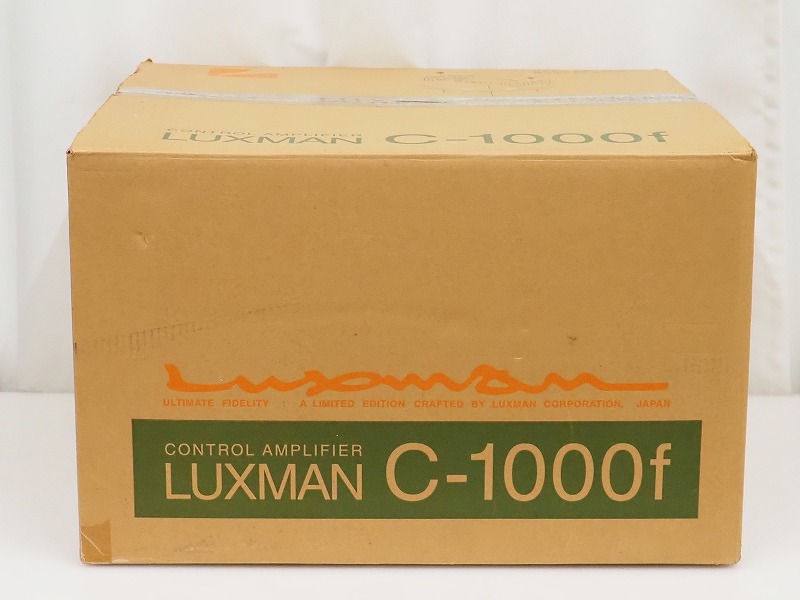 CONTROL AMPLIFIER
LUXMAN C-1000f
Luxman
ULTIMATE FIDELITY A LIMITED EDITION CRAFTED BY LUXMAN CORPORATION, JAPAN
CONTROL AMPLIFIER
LUXMAN C-1000f